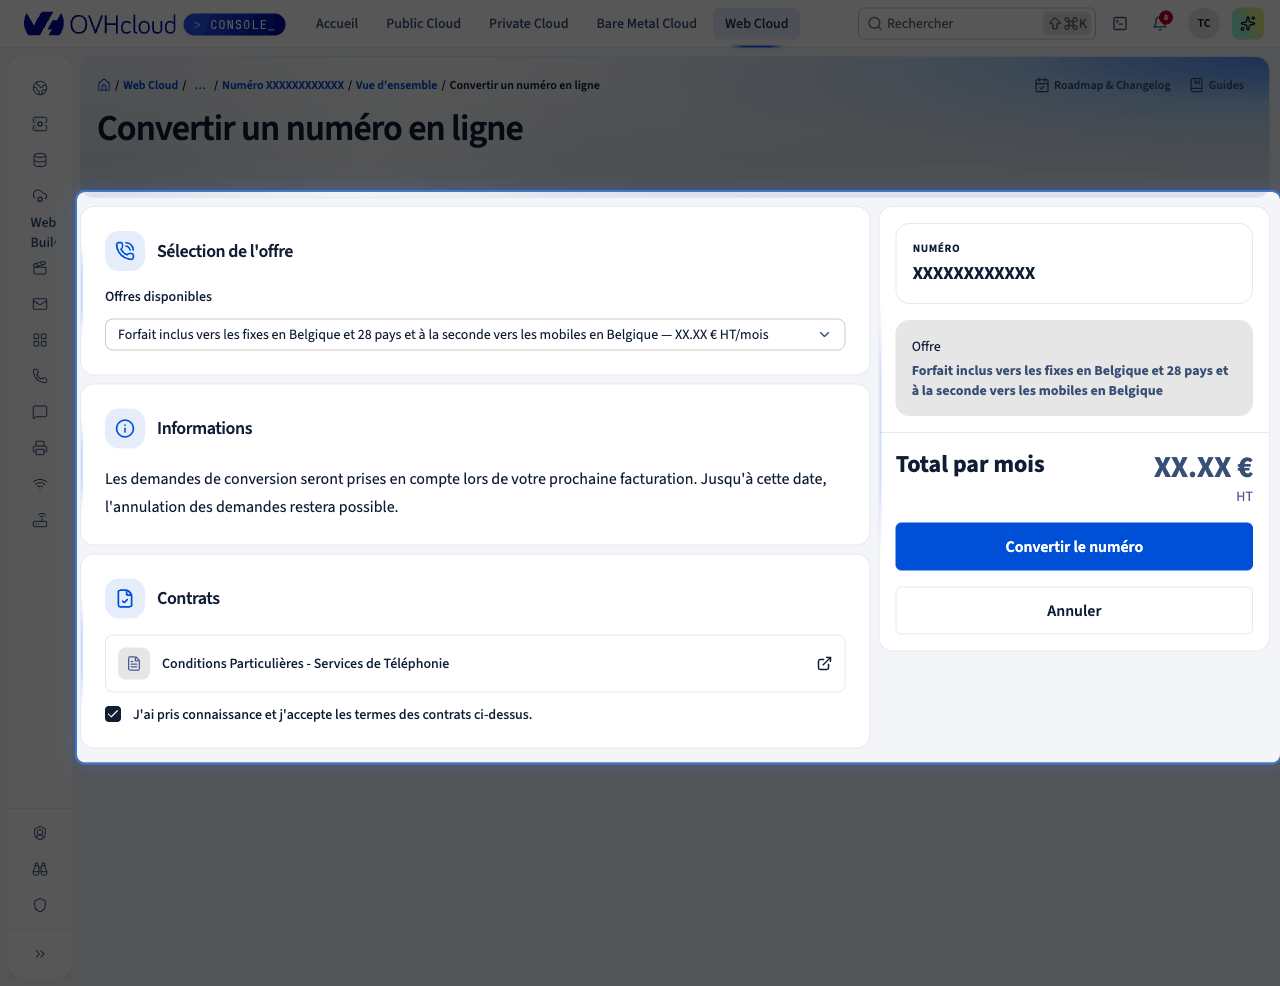 OVHcloud
> CONSOLE_
Accueil
Public Cloud
Private Cloud
Bare Metal Cloud
Web Cloud
Rechercher
⇧⌘K
8
TC
/ Web Cloud / ... / Numéro XXXXXXXXXXXX / Vue d'ensemble / Convertir un numéro en ligne
Roadmap & Changelog
Guides
Convertir un numéro en ligne
Web
Sélection de l'offre
Offres disponibles
Forfait inclus vers les fixes en Belgique et 28 pays et à la seconde vers les mobiles en Belgique — XX.XX € HT/mois
Informations
Les demandes de conversion seront prises en compte lors de votre prochaine facturation. Jusqu'à cette date,
l'annulation des demandes restera possible.
Contrats
Conditions Particulières - Services de Téléphonie
J'ai pris connaissance et j'accepte les termes des contrats ci-dessus.
NUMÉRO
XXXXXXXXXXXX
Offre
Forfait inclus vers les fixes en Belgique et 28 pays et
à la seconde vers les mobiles en Belgique
Total par mois
XX.XX €
HT
Convertir le numéro
Annuler